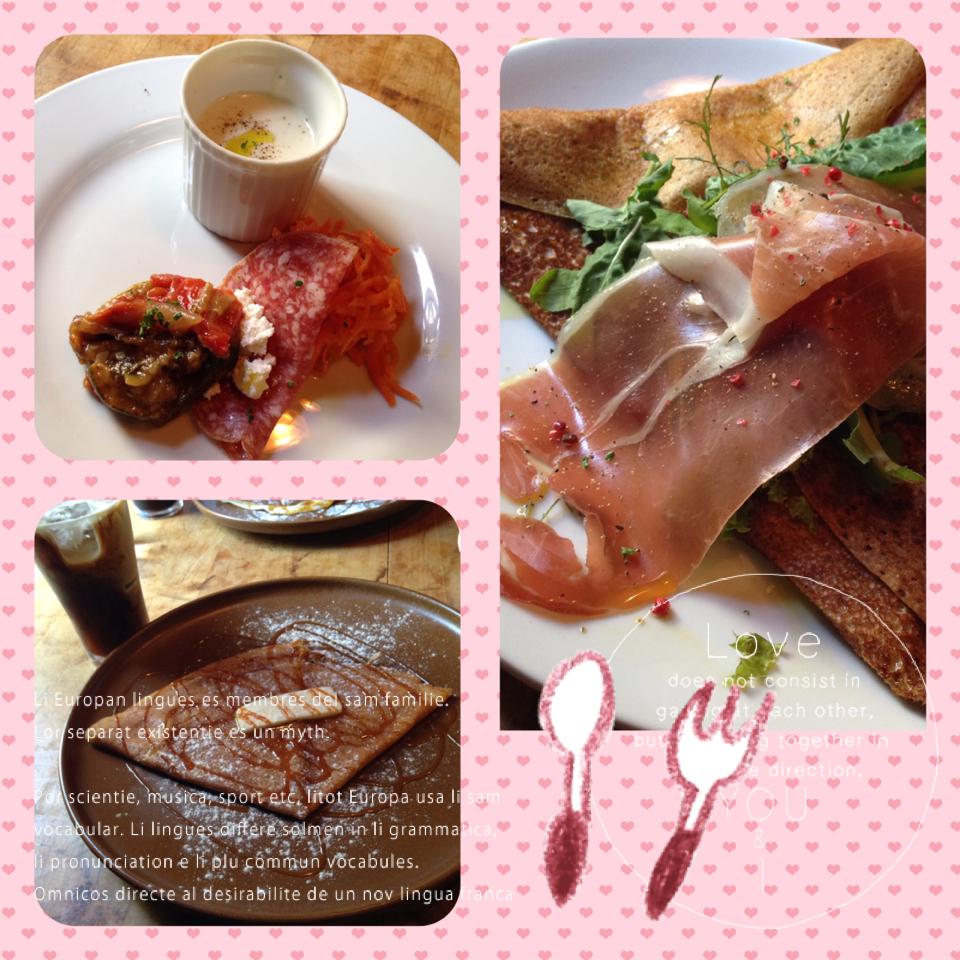 Li Europan lingues es membres del sam familie.
Lor separat existentie es un myth.
Por scientie, musica, sport etc, litot Europa usa li sam
vocabular. Li lingues differe solmen in li grammatica,
li pronunciation e li plu commun vocabules.
Omnicos directe al desirabilite de un nov lingua franca
Love
does not consist in
at each other,
together in
direction.
YOU
&
I